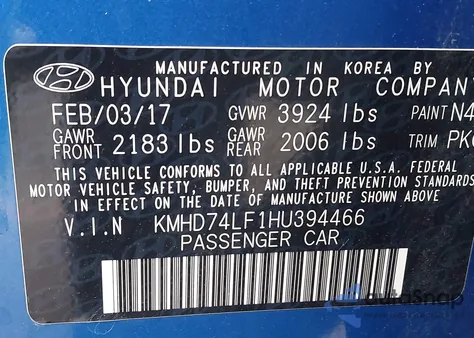 MANUFACTURED IN KOREA BY
HYUNDAI MOTOR COMPAN
FEB/03/17 GVWR 3924 lbs PAINT N4
GAWR FRONT 2183 lbs GAWR REAR 2006 lbs TRIM PK
THIS VEHICLE CONFORMS TO ALL APPLICABLE U.S.A. FEDERAL
MOTOR VEHICLE SAFETY, BUMPER, AND THEFT PREVENTION STANDARDS
IN EFFECT ON THE DATE OF MANUFACTURE SHOWN ABOVE.
V.I.N KMHD74LF1HU394466
PASSENGER CAR
autoSnap